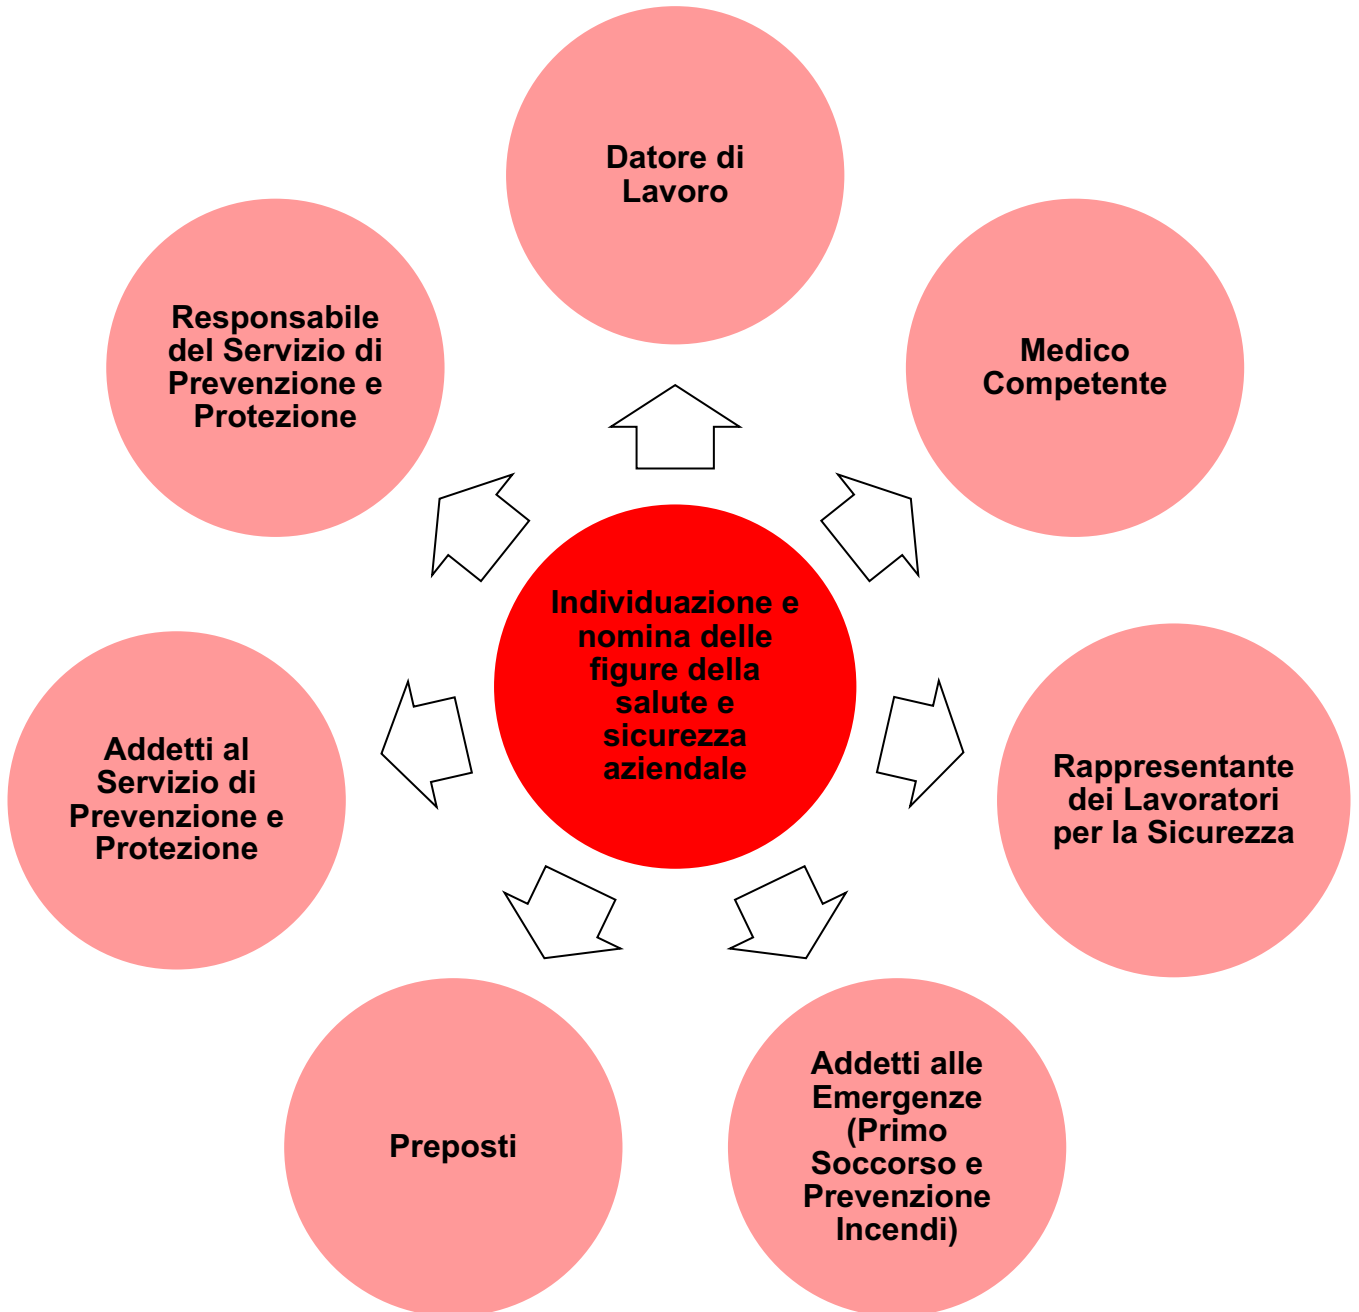 Datore di
Lavoro
Responsabile
del Servizio di
Prevenzione e
Protezione
Medico
Competente
Individuazione e
nomina delle
figure della
salute e
sicurezza
aziendale
Addetti al
Servizio di
Prevenzione e
Protezione
Rappresentante
dei Lavoratori
per la Sicurezza
Preposti
Addetti alle
Emergenze
(Primo
Soccorso e
Prevenzione
Incendi)